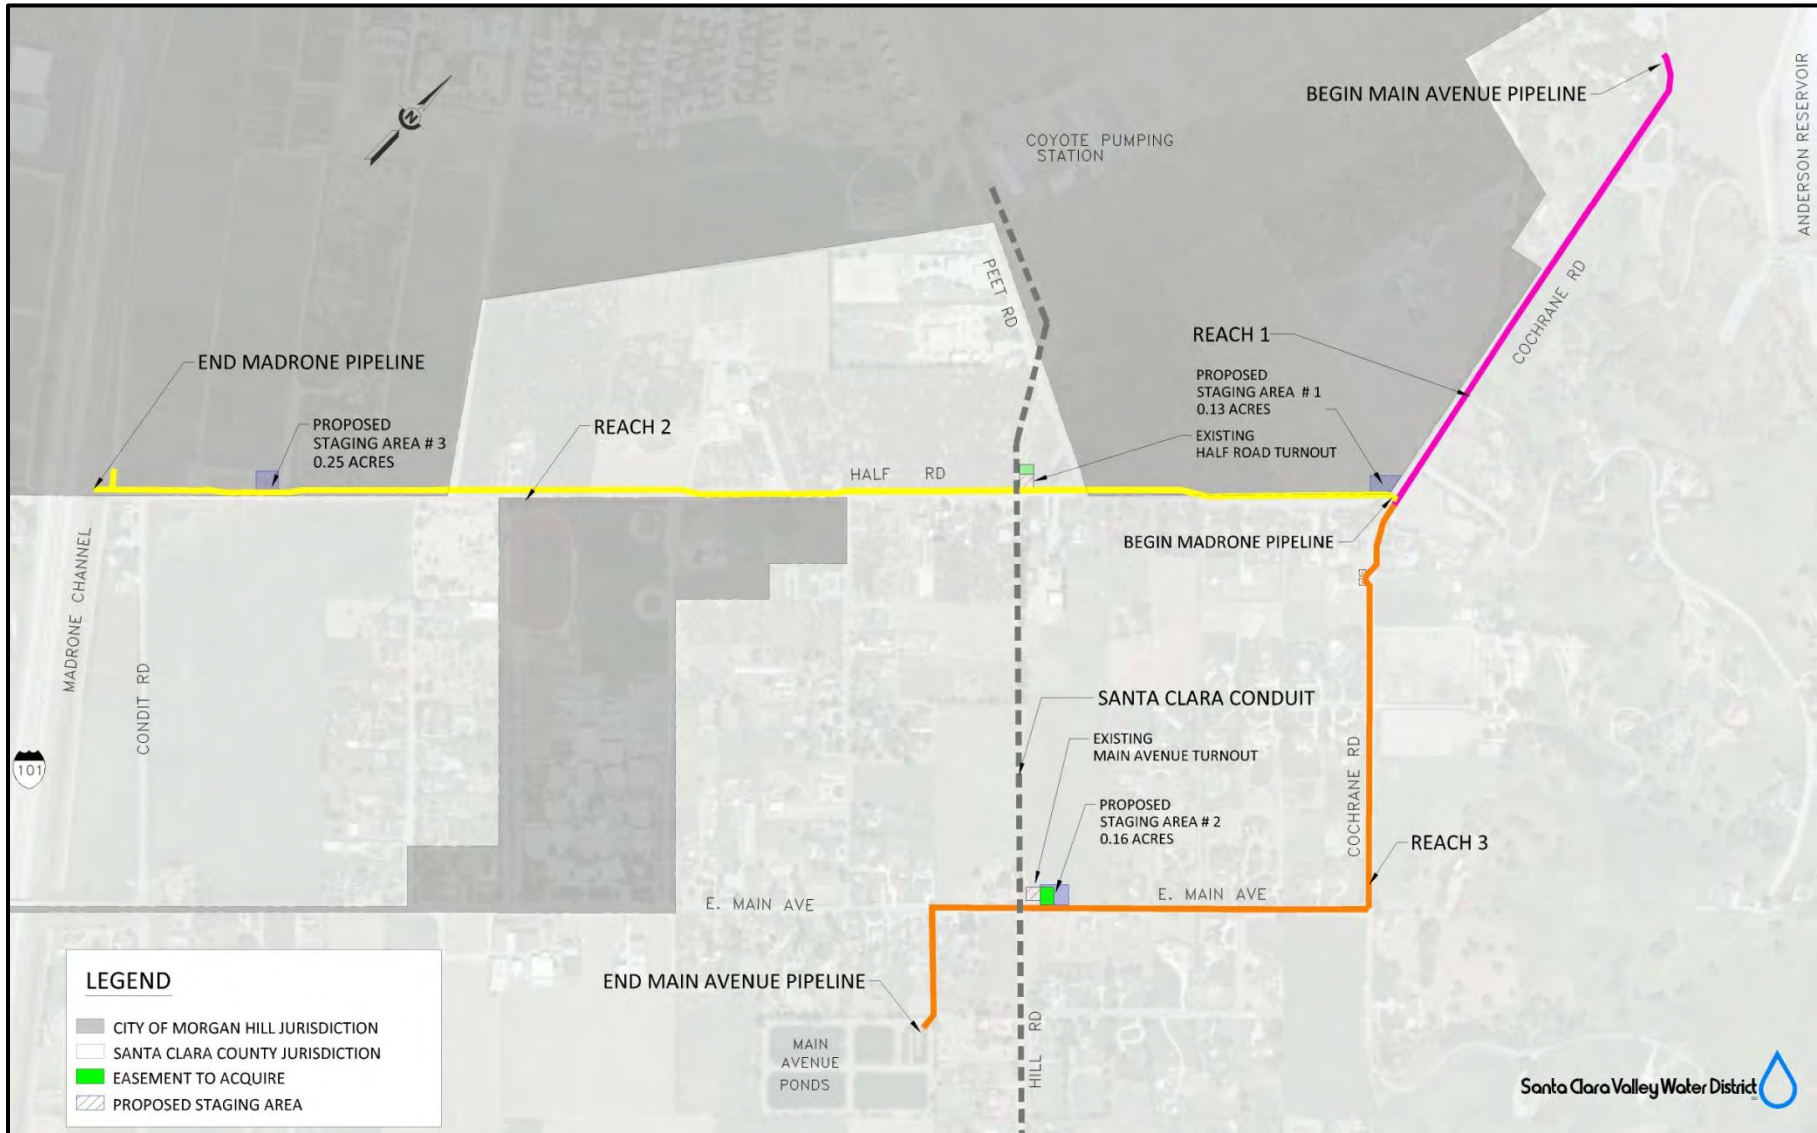 BEGIN MAIN AVENUE PIPELINE
ANDERSON RESERVOIR
N
COYOTE PUMPING
STATION
PEET RD
COCHRANE RD
REACH 1
END MADRONE PIPELINE
PROPOSED
STAGING AREA # 1
0.13 ACRES
PROPOSED
STAGING AREA # 3
0.25 ACRES
REACH 2
EXISTING
HALF ROAD TURNOUT
HALF RD
BEGIN MADRONE PIPELINE
MADRONE CHANNEL
CONDIT RD
101
SANTA CLARA CONDUIT
EXISTING
MAIN AVENUE TURNOUT
PROPOSED
STAGING AREA # 2
0.16 ACRES
COCHRANE RD
REACH 3
E. MAIN AVE
E. MAIN AVE
END MAIN AVENUE PIPELINE
MAIN
AVENUE
PONDS
HILL RD
LEGEND
CITY OF MORGAN HILL JURISDICTION
SANTA CLARA COUNTY JURISDICTION
EASEMENT TO ACQUIRE
PROPOSED STAGING AREA
Santa Clara Valley Water District